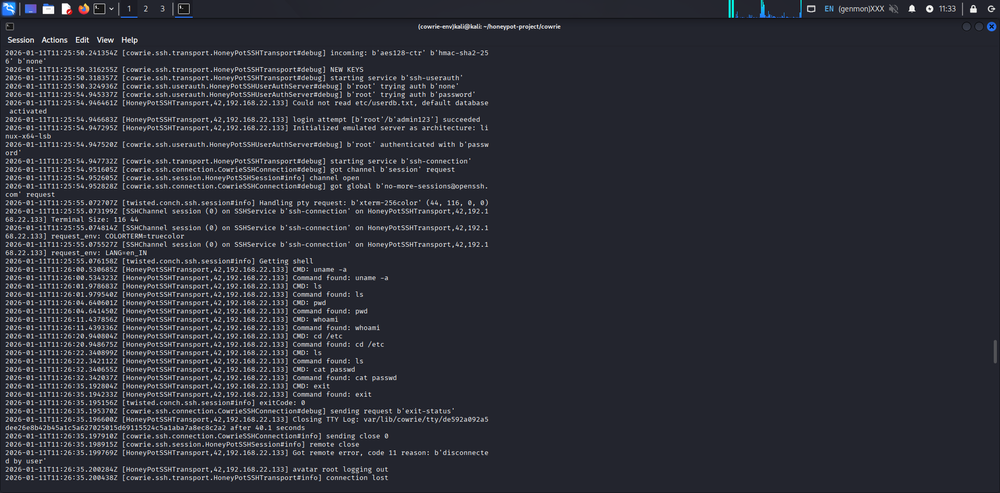 1 2 3 EN (genmon)XXX 11:33
(cowrie-env)kali@kali: ~/honeypot-project/cowrie
Session Actions Edit View Help
2026-01-11T11:25:50.241354Z [cowrie.ssh.transport.HoneyPotSSHTransport#debug] incoming: b'aes128-ctr' b'hmac-sha2-25
6' b'none'
2026-01-11T11:25:50.316255Z [cowrie.ssh.transport.HoneyPotSSHTransport#debug] NEW KEYS
2026-01-11T11:25:50.318357Z [cowrie.ssh.transport.HoneyPotSSHTransport#debug] starting service b'ssh-userauth'
2026-01-11T11:25:50.324936Z [cowrie.ssh.userauth.HoneyPotSSHUserAuthServer#debug] b'root' trying auth b'none'
2026-01-11T11:25:54.945337Z [cowrie.ssh.userauth.HoneyPotSSHUserAuthServer#debug] b'root' trying auth b'password'
2026-01-11T11:25:54.946461Z [HoneyPotSSHTransport,42,192.168.22.133] Could not read etc/userdb.txt, default database
 activated
2026-01-11T11:25:54.946683Z [HoneyPotSSHTransport,42,192.168.22.133] login attempt [b'root'/b'admin123'] succeeded
2026-01-11T11:25:54.947295Z [HoneyPotSSHTransport,42,192.168.22.133] Initialized emulated server as architecture: li
nux-x64-lsb
2026-01-11T11:25:54.947520Z [cowrie.ssh.userauth.HoneyPotSSHUserAuthServer#debug] b'root' authenticated with b'passw
ord'
2026-01-11T11:25:54.947732Z [cowrie.ssh.transport.HoneyPotSSHTransport#debug] starting service b'ssh-connection'
2026-01-11T11:25:54.951605Z [cowrie.ssh.connection.CowrieSSHConnection#debug] got channel b'session' request
2026-01-11T11:25:54.952605Z [cowrie.ssh.session.HoneyPotSSHSession#info] channel open
2026-01-11T11:25:54.952828Z [cowrie.ssh.connection.CowrieSSHConnection#debug] got global b'no-more-sessions@openssh.
com' request
2026-01-11T11:25:55.072707Z [twisted.conch.ssh.session#info] Handling pty request: b'xterm-256color' (44, 116, 0, 0)
2026-01-11T11:25:55.073199Z [SSHChannel session (0) on SSHService b'ssh-connection' on HoneyPotSSHTransport,42,192.1
68.22.133] Terminal Size: 116 44
2026-01-11T11:25:55.074814Z [SSHChannel session (0) on SSHService b'ssh-connection' on HoneyPotSSHTransport,42,192.1
68.22.133] request_env: COLORTERM=truecolor
2026-01-11T11:25:55.075527Z [SSHChannel session (0) on SSHService b'ssh-connection' on HoneyPotSSHTransport,42,192.1
68.22.133] request_env: LANG=en_IN
2026-01-11T11:25:55.076158Z [twisted.conch.ssh.session#info] Getting shell
2026-01-11T11:26:00.530685Z [HoneyPotSSHTransport,42,192.168.22.133] CMD: uname -a
2026-01-11T11:26:00.534323Z [HoneyPotSSHTransport,42,192.168.22.133] Command found: uname -a
2026-01-11T11:26:01.978683Z [HoneyPotSSHTransport,42,192.168.22.133] CMD: ls
2026-01-11T11:26:01.979540Z [HoneyPotSSHTransport,42,192.168.22.133] Command found: ls
2026-01-11T11:26:04.640601Z [HoneyPotSSHTransport,42,192.168.22.133] CMD: pwd
2026-01-11T11:26:04.641450Z [HoneyPotSSHTransport,42,192.168.22.133] Command found: pwd
2026-01-11T11:26:11.437856Z [HoneyPotSSHTransport,42,192.168.22.133] CMD: whoami
2026-01-11T11:26:11.439336Z [HoneyPotSSHTransport,42,192.168.22.133] Command found: whoami
2026-01-11T11:26:20.940804Z [HoneyPotSSHTransport,42,192.168.22.133] CMD: cd /etc
2026-01-11T11:26:20.948675Z [HoneyPotSSHTransport,42,192.168.22.133] Command found: cd /etc
2026-01-11T11:26:22.340899Z [HoneyPotSSHTransport,42,192.168.22.133] CMD: ls
2026-01-11T11:26:22.342112Z [HoneyPotSSHTransport,42,192.168.22.133] Command found: ls
2026-01-11T11:26:32.340655Z [HoneyPotSSHTransport,42,192.168.22.133] CMD: cat passwd
2026-01-11T11:26:32.342037Z [HoneyPotSSHTransport,42,192.168.22.133] Command found: cat passwd
2026-01-11T11:26:35.192804Z [HoneyPotSSHTransport,42,192.168.22.133] CMD: exit
2026-01-11T11:26:35.194233Z [HoneyPotSSHTransport,42,192.168.22.133] Command found: exit
2026-01-11T11:26:35.195156Z [twisted.conch.ssh.session#info] exitCode: 0
2026-01-11T11:26:35.195370Z [cowrie.ssh.connection.CowrieSSHConnection#debug] sending request b'exit-status'
2026-01-11T11:26:35.196600Z [HoneyPotSSHTransport,42,192.168.22.133] Closing TTY Log: var/lib/cowrie/tty/de592a092a5
dee26e8b42b45a1c5a627025015d69115524c5a1aba7a8ec8c2a2 after 40.1 seconds
2026-01-11T11:26:35.197910Z [cowrie.ssh.connection.CowrieSSHConnection#info] sending close 0
2026-01-11T11:26:35.198915Z [cowrie.ssh.session.HoneyPotSSHSession#info] remote close
2026-01-11T11:26:35.199769Z [HoneyPotSSHTransport,42,192.168.22.133] Got remote error, code 11 reason: b'disconnecte
d by user'
2026-01-11T11:26:35.200284Z [HoneyPotSSHTransport,42,192.168.22.133] avatar root logging out
2026-01-11T11:26:35.200438Z [cowrie.ssh.transport.HoneyPotSSHTransport#info] connection lost